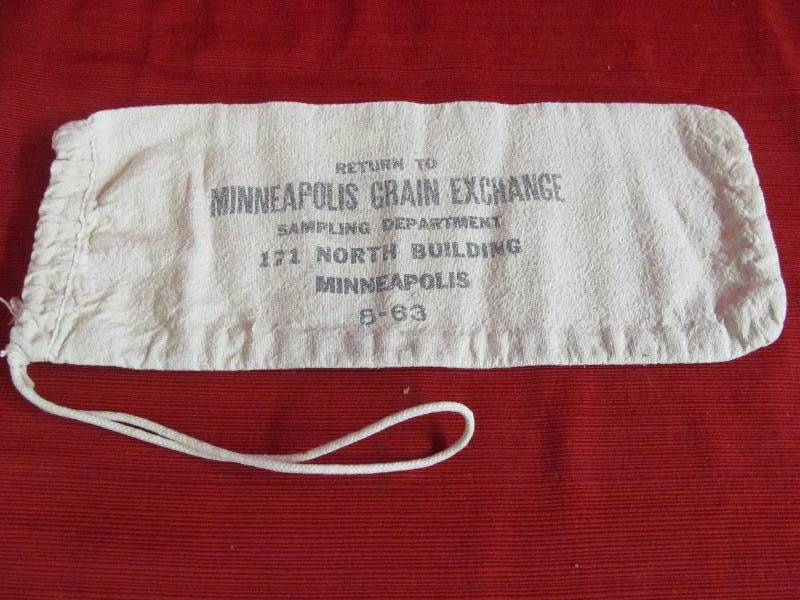 RETURN TO
MINNEAPOLIS GRAIN EXCHANGE
SAMPLING DEPARTMENT
171 NORTH BUILDING
MINNEAPOLIS
8-63